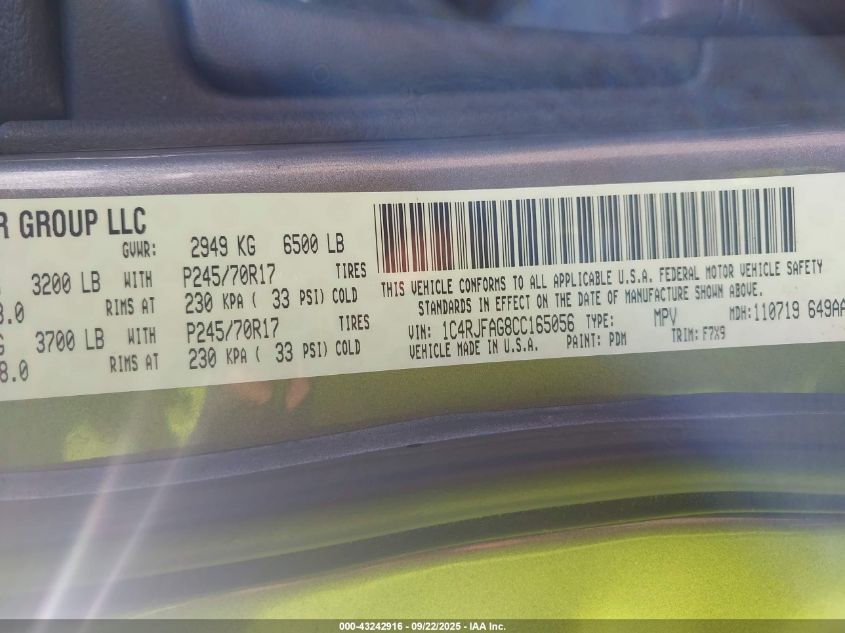 R GROUP LLC
GVWR: 2949 KG 6500 LB
3200 LB WITH P245/70R17 TIRES
8.0 RIMS AT 230 KPA ( 33 PSI) COLD
G 3700 LB WITH P245/70R17 TIRES
8.0 RIMS AT 230 KPA ( 33 PSI) COLD
THIS VEHICLE CONFORMS TO ALL APPLICABLE U.S.A. FEDERAL MOTOR VEHICLE SAFETY
STANDARDS IN EFFECT ON THE DATE OF MANUFACTURE SHOWN ABOVE.
VIN: 1C4RJFAG8CC165056 TYPE: MPV MDH: 110719 649AA
VEHICLE MADE IN U.S.A. PAINT: PDM TRIM: F7X9
000-43242916 - 09/22/2025 - IAA Inc.